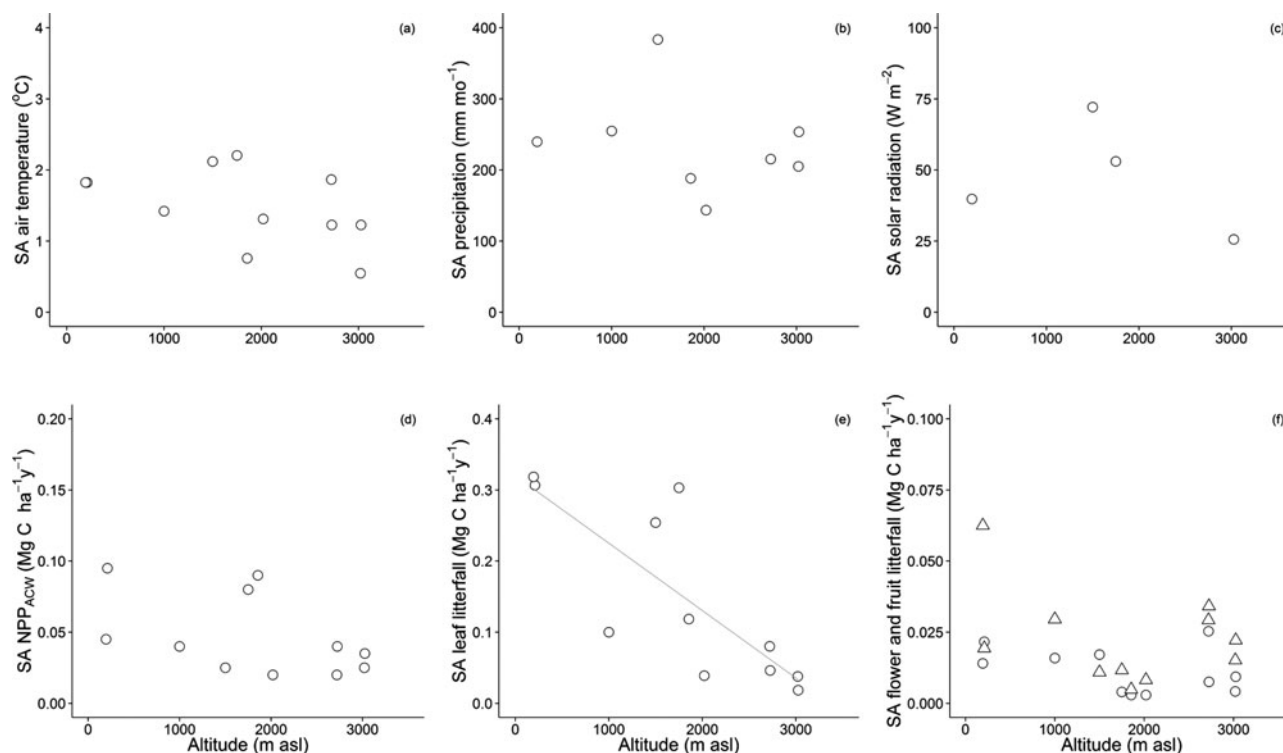 (a)
SA air temperature (°C)
4
3
2
1
0
0 1000 2000 3000
(b)
SA precipitation (mm mo⁻¹)
400
300
200
100
0
0 1000 2000 3000
(c)
SA solar radiation (W m⁻²)
100
75
50
25
0
0 1000 2000 3000
(d)
SA NPP_ACW (Mg C ha⁻¹y⁻¹)
0.20
0.15
0.10
0.05
0.00
0 1000 2000 3000
Altitude (m asl)
(e)
SA leaf litterfall (Mg C ha⁻¹y⁻¹)
0.4
0.3
0.2
0.1
0.0
0 1000 2000 3000
Altitude (m asl)
(f)
SA flower and fruit litterfall (Mg C ha⁻¹y⁻¹)
0.100
0.075
0.050
0.025
0.000
0 1000 2000 3000
Altitude (m asl)